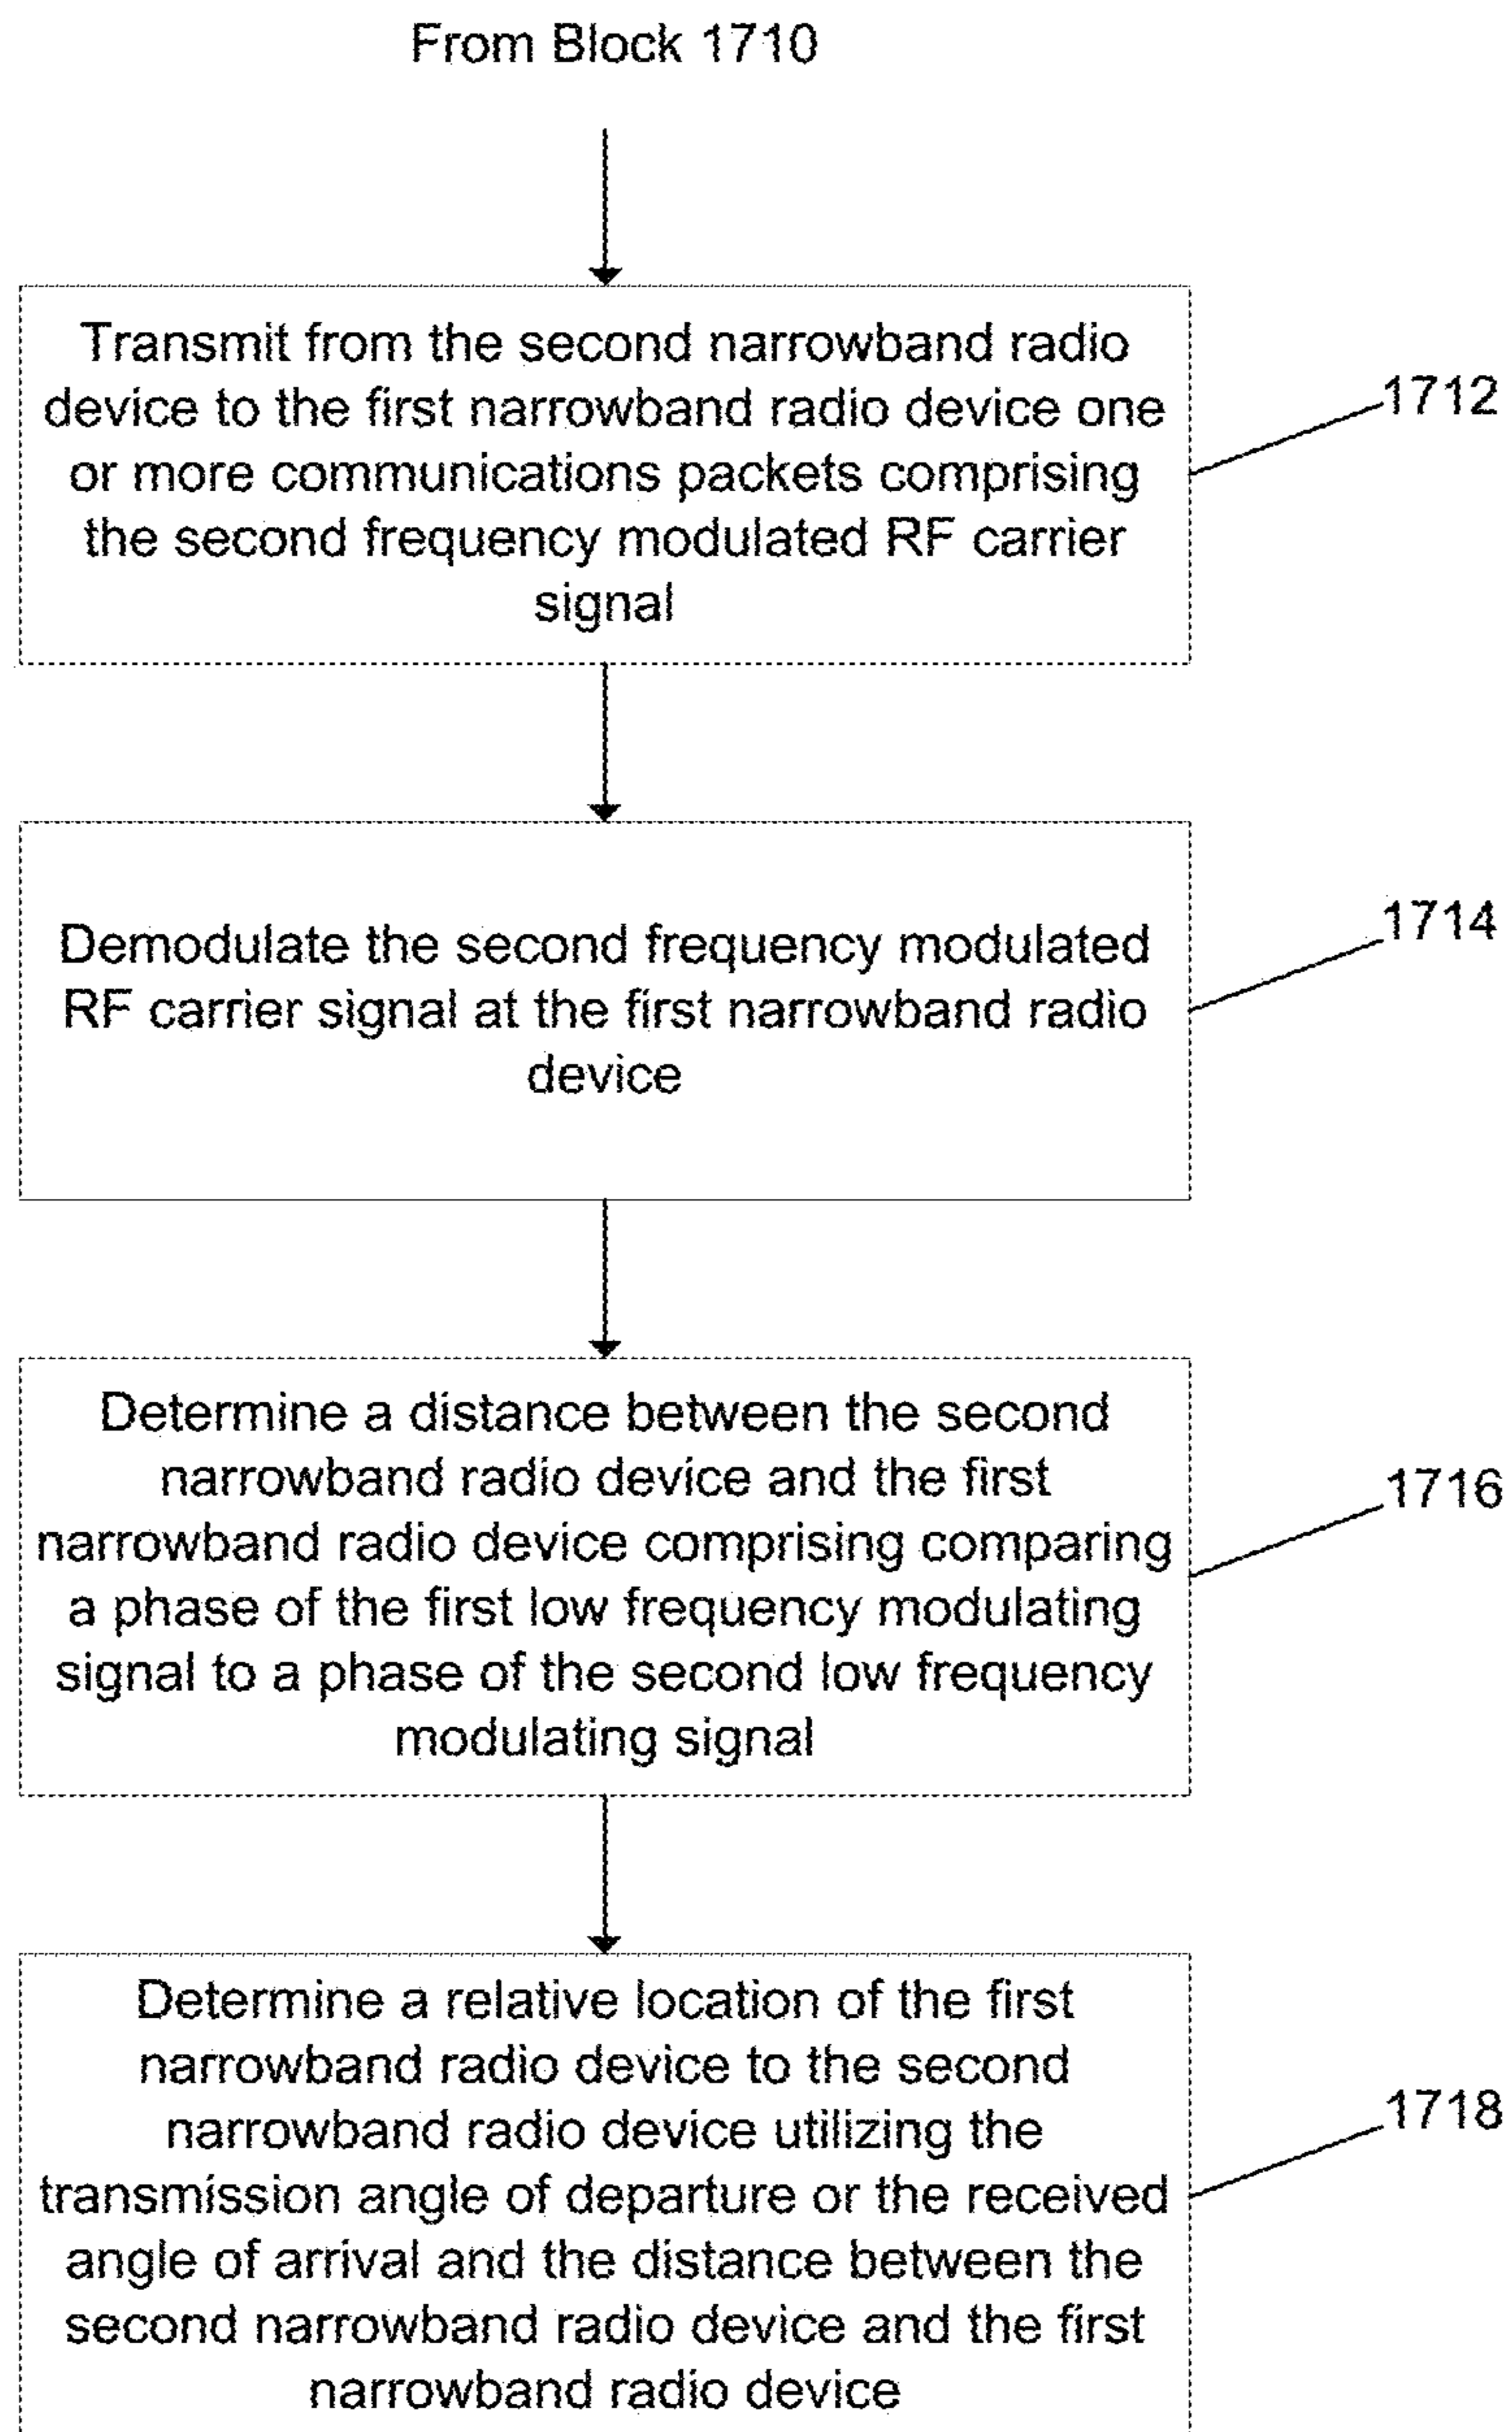 From Block 1710
Transmit from the second narrowband radio
device to the first narrowband radio device one
or more communications packets comprising
the second frequency modulated RF carrier
signal
1712
Demodulate the second frequency modulated
RF carrier signal at the first narrowband radio
device
1714
Determine a distance between the second
narrowband radio device and the first
narrowband radio device comprising comparing
a phase of the first low frequency modulating
signal to a phase of the second low frequency
modulating signal
1716
Determine a relative location of the first
narrowband radio device to the second
narrowband radio device utilizing the
transmission angle of departure or the received
angle of arrival and the distance between the
second narrowband radio device and the first
narrowband radio device
1718